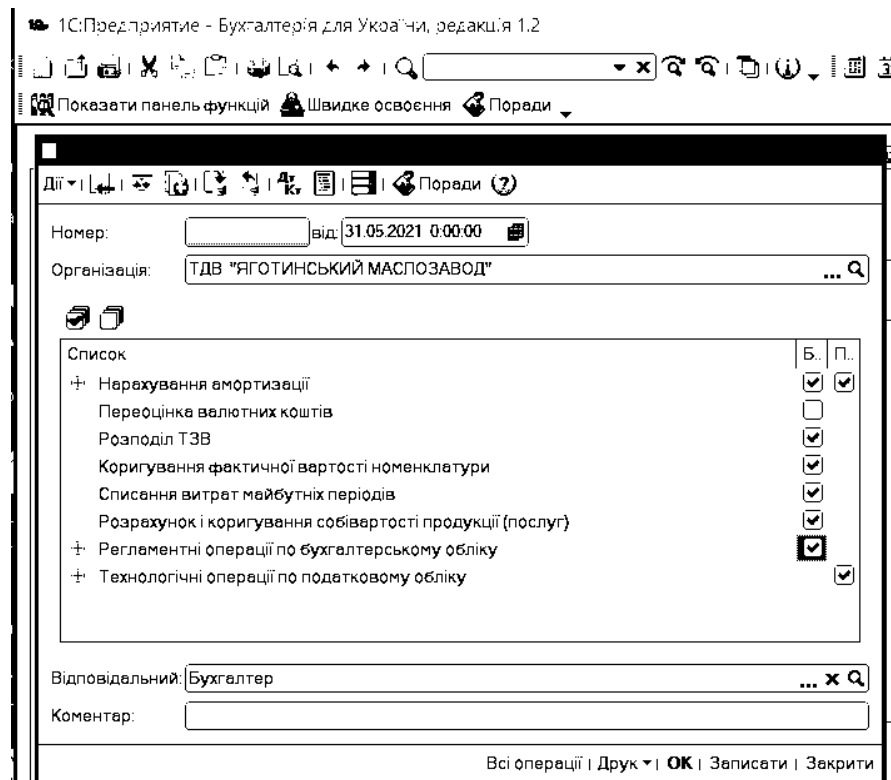 1С:Предприятие - Бухгалтерія для України, редакція 1.2
Показати панель функцій Швидке освоєння Поради
Дії Дт Кт Поради
Номер: від: 31.05.2021 0:00:00
Організація: ТДВ "ЯГОТИНСЬКИЙ МАСЛОЗАВОД" ...
Список Б.. П..
Нарахування амортизації
Переоцінка валютних коштів
Розподіл ТЗВ
Коригування фактичної вартості номенклатури
Списання витрат майбутніх періодів
Розрахунок і коригування собівартості продукції (послуг)
Регламентні операції по бухгалтерському обліку
Технологічні операції по податковому обліку
Відповідальний: Бухгалтер ... x
Коментар:
Всі операції | Друк | ОК | Записати | Закрити